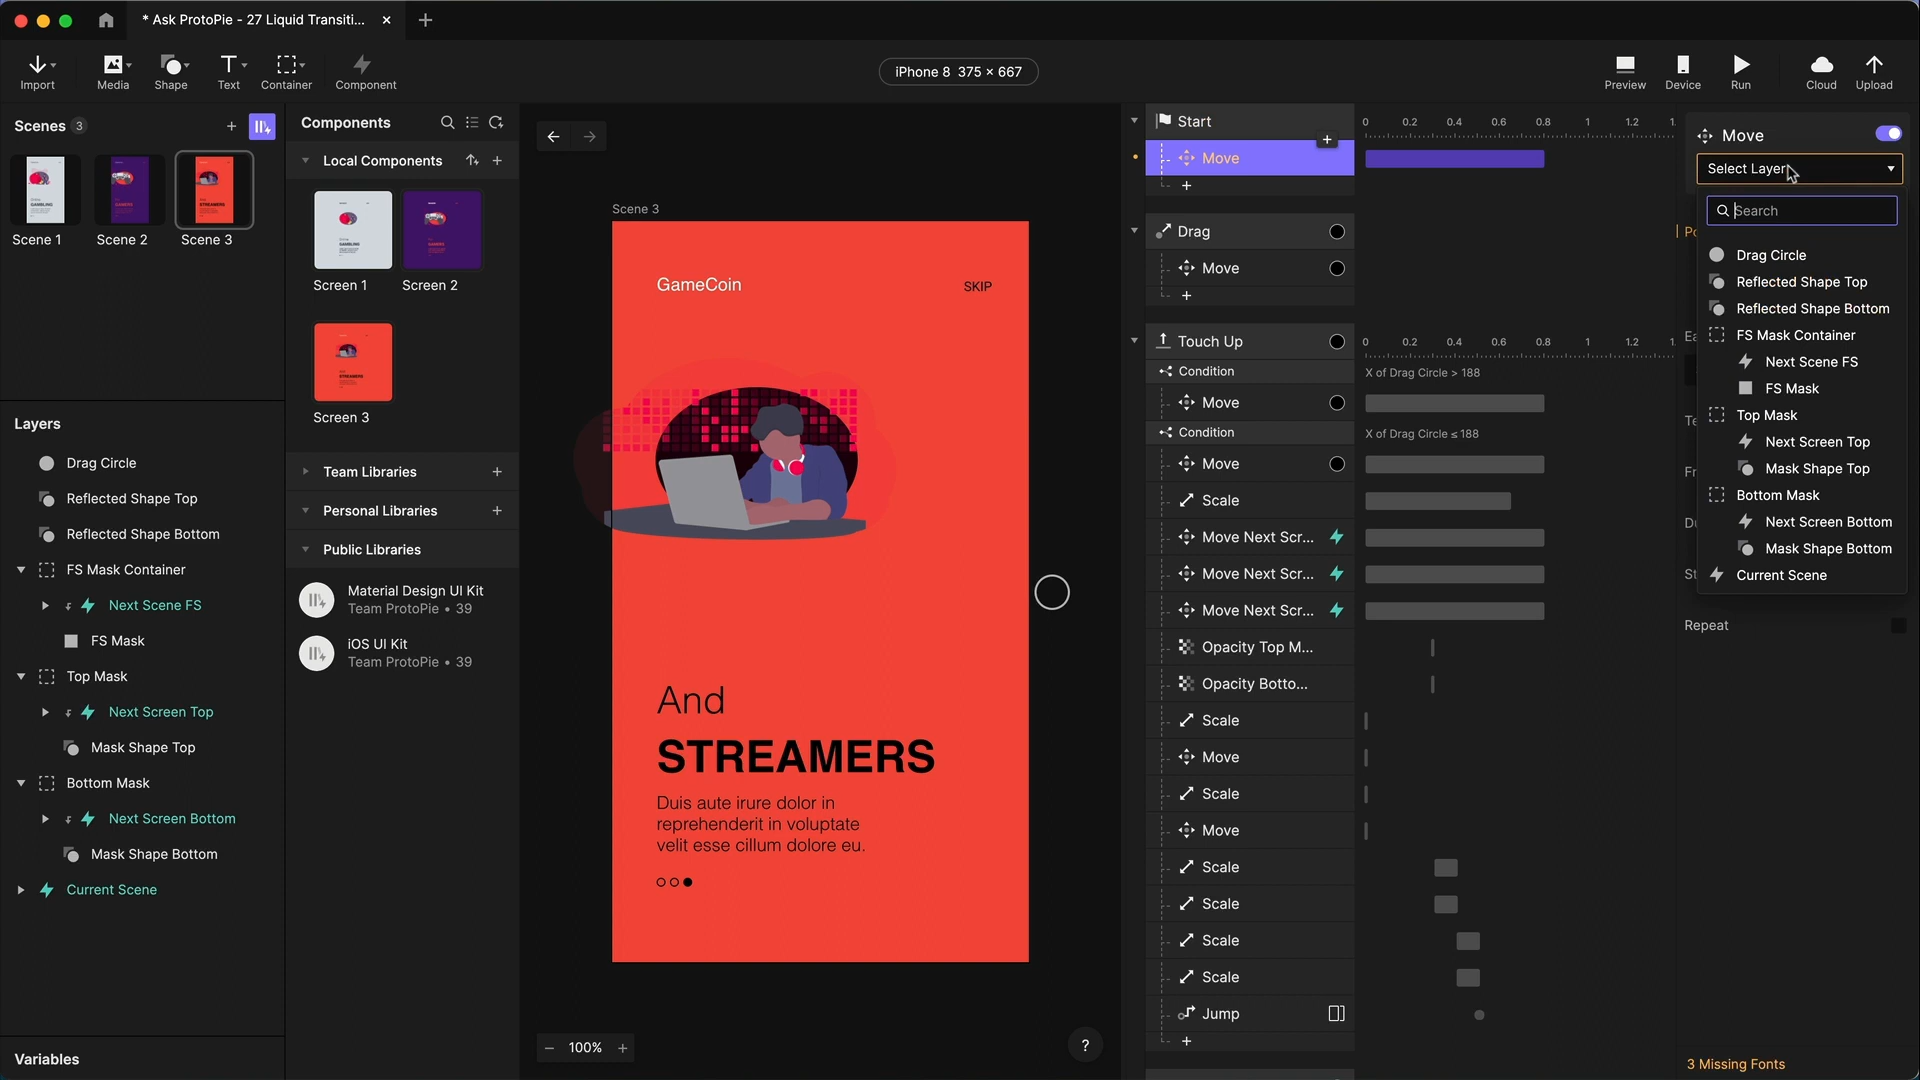 * Ask ProtoPie - 27 Liquid Transiti...
Import
Media
Shape
Text
Container
Component
iPhone 8 375 × 667
Preview
Device
Run
Cloud
Upload
Scenes 3
Scene 1
Scene 2
Scene 3
Layers
Drag Circle
Reflected Shape Top
Reflected Shape Bottom
FS Mask Container
Next Scene FS
FS Mask
Top Mask
Next Screen Top
Mask Shape Top
Bottom Mask
Next Screen Bottom
Mask Shape Bottom
Current Scene
Variables
Components
Local Components
Screen 1
Screen 2
Screen 3
Team Libraries
Personal Libraries
Public Libraries
Material Design UI Kit
Team ProtoPie • 39
iOS UI Kit
Team ProtoPie • 39
Scene 3
GameCoin
SKIP
And
STREAMERS
Duis aute irure dolor in
reprehenderit in voluptate
velit esse cillum dolore eu.
100%
?
Start
Move
Drag
Move
Touch Up
Condition
Move
Condition
Move
Scale
Move Next Scr...
Move Next Scr...
Move Next Scr...
Opacity Top M...
Opacity Botto...
Scale
Move
Scale
Move
Scale
Scale
Scale
Scale
Jump
0 0.2 0.4 0.6 0.8 1 1.2 1.
0 0.2 0.4 0.6 0.8 1 1.2 1.
X of Drag Circle > 188
X of Drag Circle ≤ 188
Move
Select Layer
Search
Drag Circle
Reflected Shape Top
Reflected Shape Bottom
FS Mask Container
Next Scene FS
FS Mask
Top Mask
Next Screen Top
Mask Shape Top
Bottom Mask
Next Screen Bottom
Mask Shape Bottom
Current Scene
Repeat
3 Missing Fonts